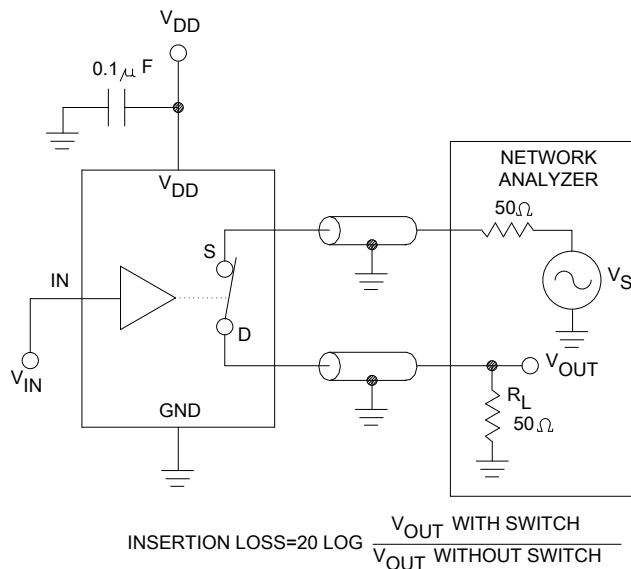 V_DD
0.1μ F
V_DD
NETWORK
ANALYZER
50Ω
S
V_S
IN
D
V_IN
V_OUT
GND
R_L
50Ω
INSERTION LOSS=20 LOG V_OUT WITH SWITCH
V_OUT WITHOUT SWITCH